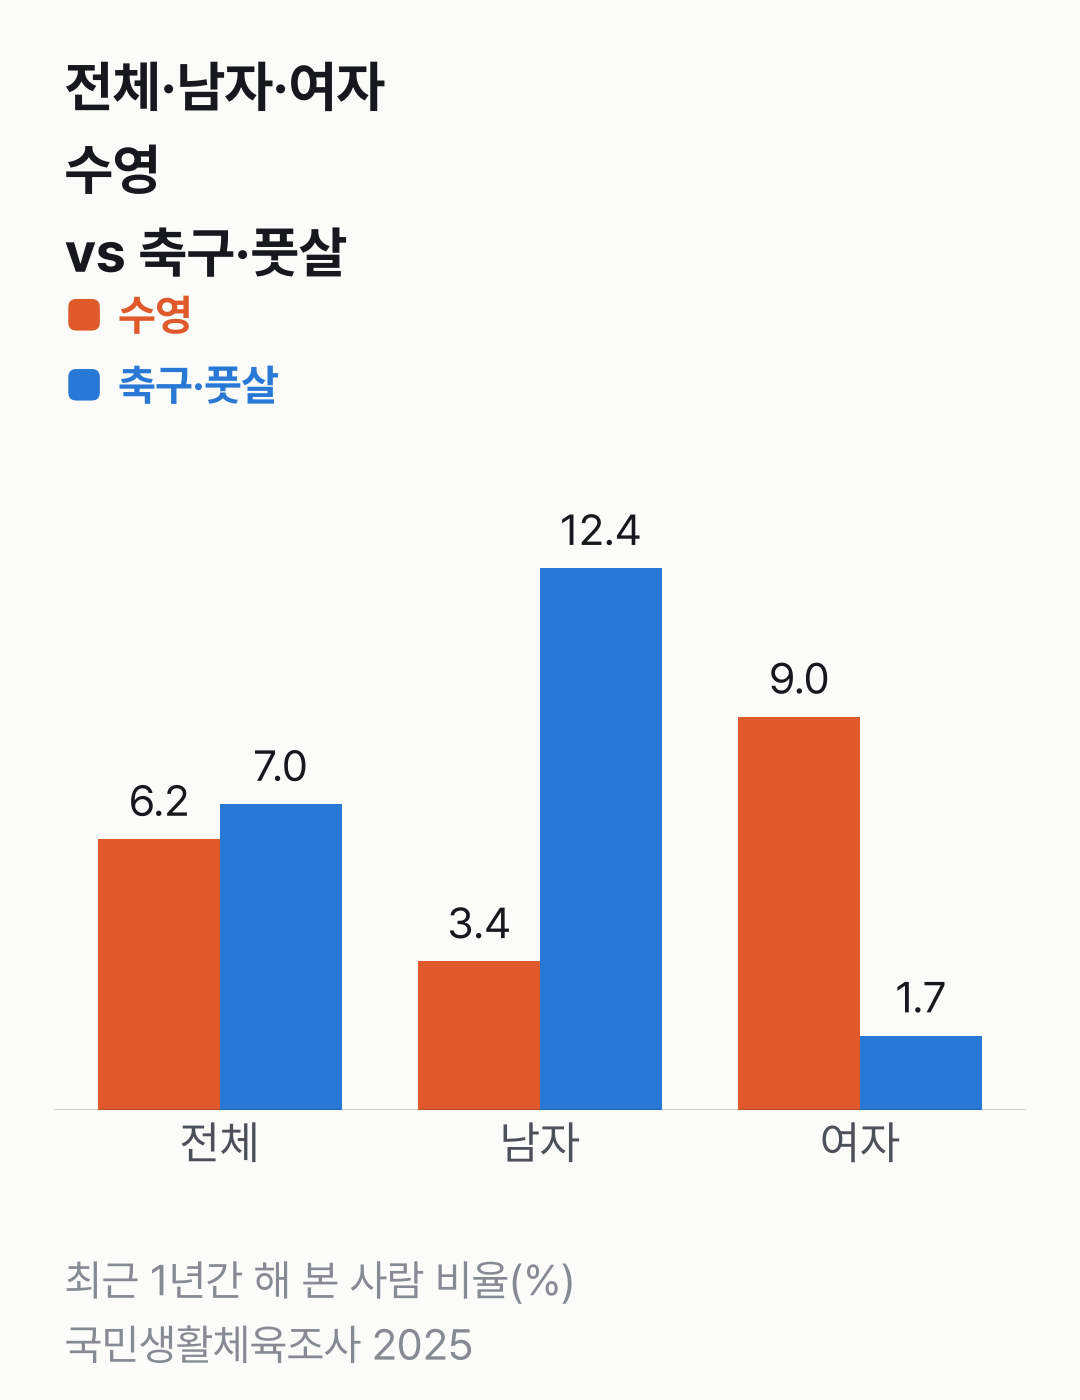 전체·남자·여자
수영
vs 축구·풋살
수영
축구·풋살
12.4
9.0
7.0
6.2
3.4
1.7
전체 남자 여자
최근 1년간 해 본 사람 비율(%)
국민생활체육조사 2025